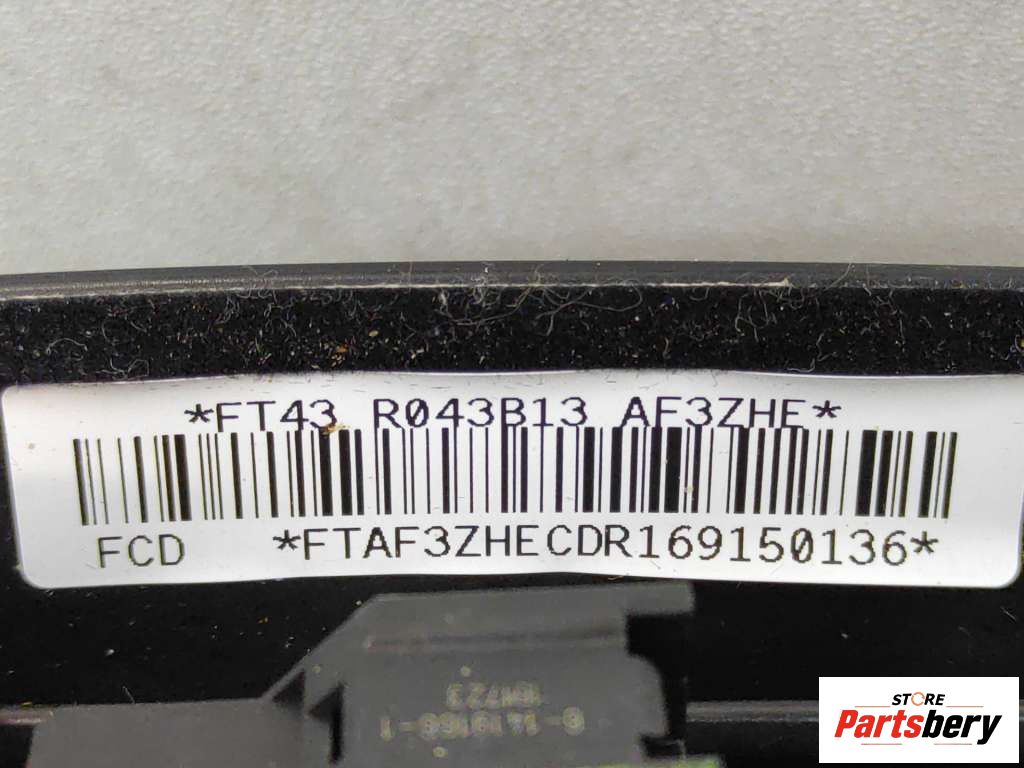 *FT43 R043B13 AF3ZHE*
FCD *FTAF3ZHECDR169150136*
STORE
Partsbery